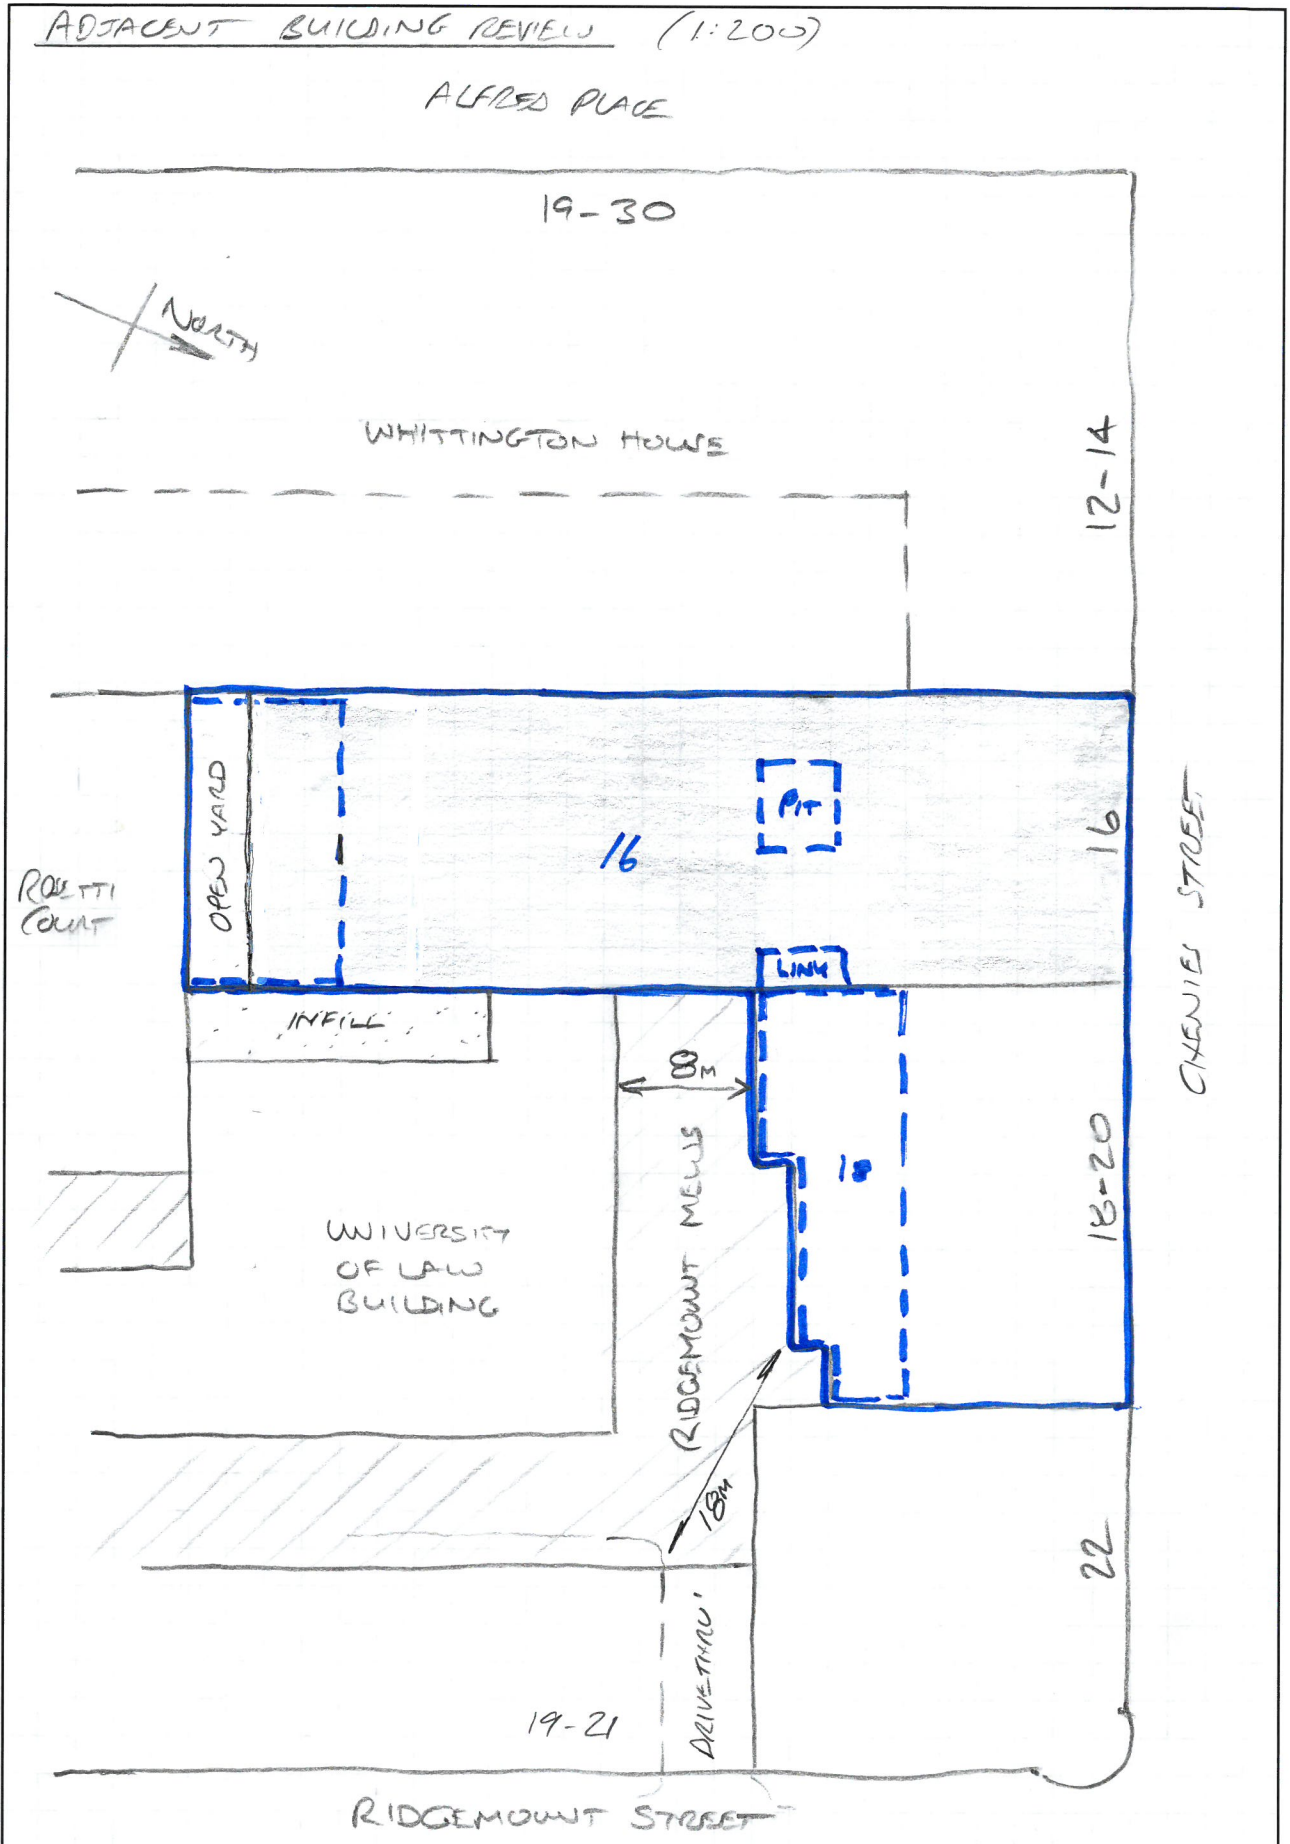 ADJACENT BUILDING REVIEW (1:200)
ALFRED PLACE
19-30
NORTH
WHITTINGTON HOUSE
12-14
OPEN YARD
PIT
16
16
ROSETTI
COURT
LINK
CHENIES STREET
INFILL
8M
18
18-20
RIDGEMOUNT MEWS
UNIVERSITY
OF LAW
BUILDING
18M
22
DRIVETHRU'
19-21
RIDGEMOUNT STREET